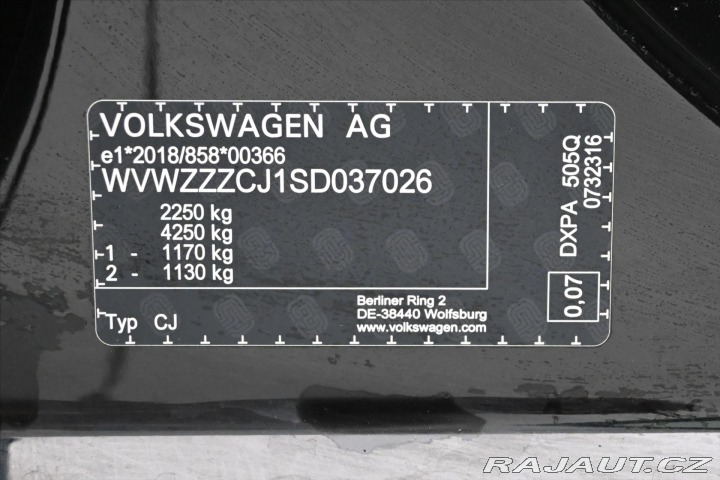 VOLKSWAGEN AG
e1*2018/858*00366
WVWZZZCJ1SD037026
2250 kg
4250 kg
1 - 1170 kg
2 - 1130 kg
Typ CJ
Berliner Ring 2
DE-38440 Wolfsburg
www.volkswagen.com
DXPA 505Q
0732316
0,07
RAJAUT.CZ